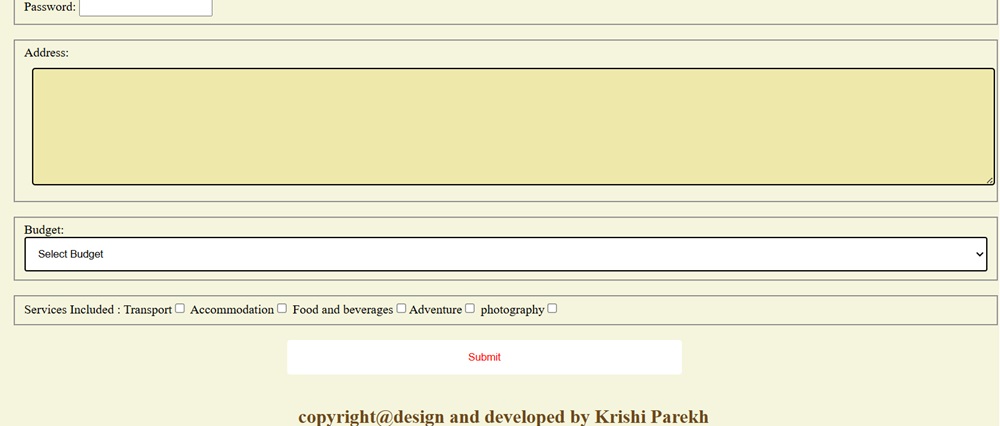 Password:
Address:
Budget:
Select Budget
Services Included : Transport Accommodation Food and beverages Adventure photography
Submit
copyright@design and developed by Krishi Parekh